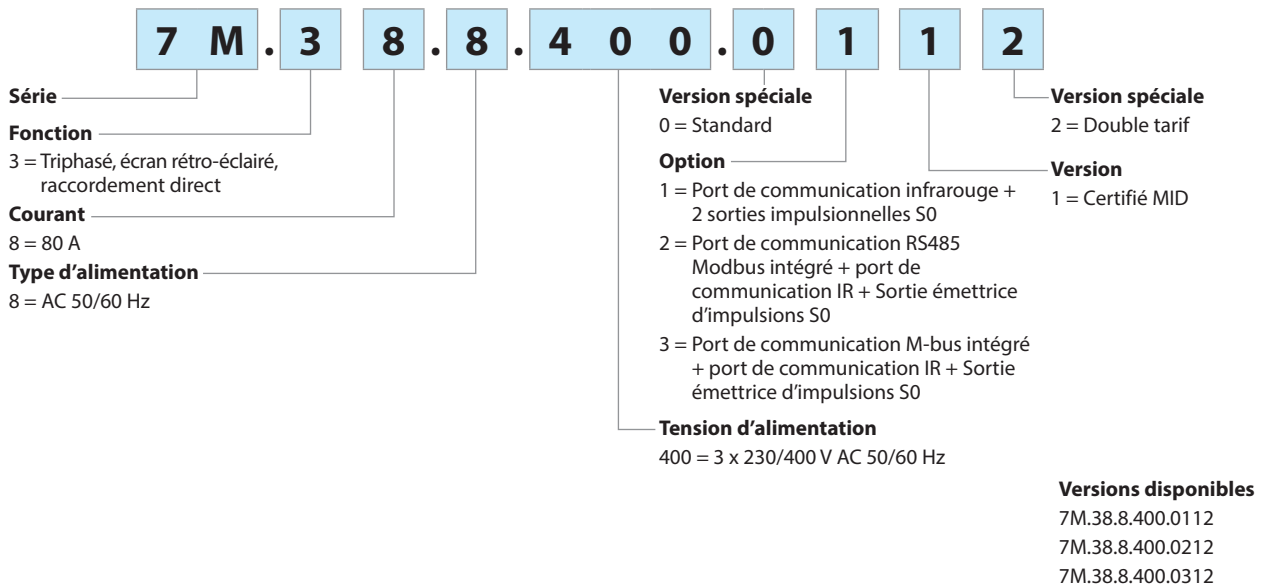 7 M . 3 8 . 8 . 4 0 0 . 0 1 1 2
Série
Fonction
3 = Triphasé, écran rétro-éclairé,
raccordement direct
Courant
8 = 80 A
Type d'alimentation
8 = AC 50/60 Hz
Version spéciale
0 = Standard
Option
1 = Port de communication infrarouge +
2 sorties impulsionnelles S0
2 = Port de communication RS485
Modbus intégré + port de
communication IR + Sortie émettrice
d'impulsions S0
3 = Port de communication M-bus intégré
+ port de communication IR + Sortie
émettrice d'impulsions S0
Tension d'alimentation
400 = 3 x 230/400 V AC 50/60 Hz
Version spéciale
2 = Double tarif
Version
1 = Certifié MID
Versions disponibles
7M.38.8.400.0112
7M.38.8.400.0212
7M.38.8.400.0312